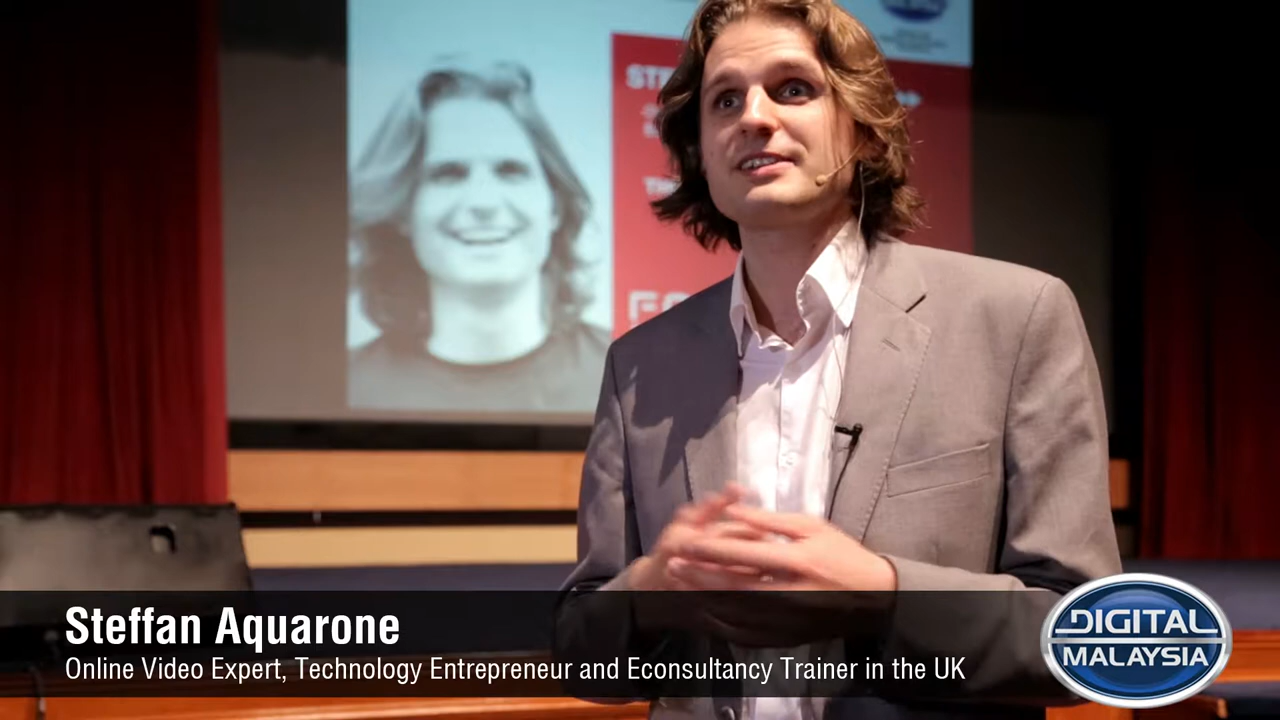 Steffan Aquarone
Online Video Expert, Technology Entrepreneur and Econsultancy Trainer in the UK
DIGITAL
MALAYSIA